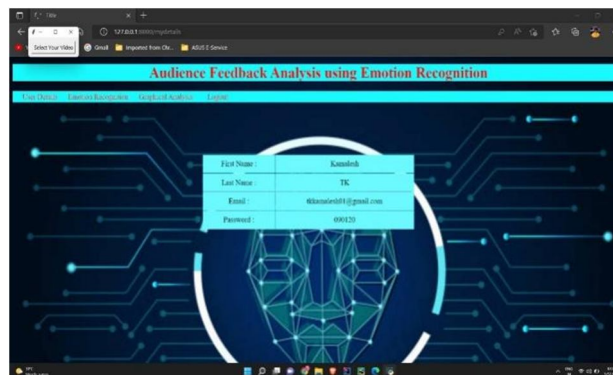 Title
127.0.0.1:8000/mydetails
Select Your Video
Gmail
Imported from Chr...
ASUS E-Service
Audience Feedback Analysis using Emotion Recognition
User Details Emotion Recognition Graphical Analysis Logout
First Name : Kamalesh
Last Name : TK
Email :
Password : 090120